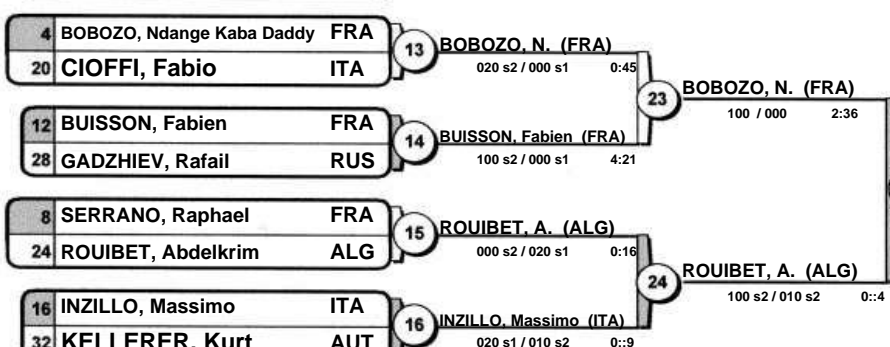 4 BOBOZO, Ndange Kaba Daddy FRA
20 CIOFFI, Fabio ITA
13 BOBOZO, N. (FRA)
020 s2 / 000 s1 0:45
12 BUISSON, Fabien FRA
28 GADZHIEV, Rafail RUS
14 BUISSON, Fabien (FRA)
100 s2 / 000 s1 4:21
23 BOBOZO, N. (FRA)
100 / 000 2:36
8 SERRANO, Raphael FRA
24 ROUIBET, Abdelkrim ALG
15 ROUIBET, A. (ALG)
000 s2 / 020 s1 0:16
16 INZILLO, Massimo ITA
32 KELLERER, Kurt AUT
16 INZILLO, Massimo (ITA)
020 s1 / 010 s2 0::9
24 ROUIBET, A. (ALG)
100 s2 / 010 s2 0::4